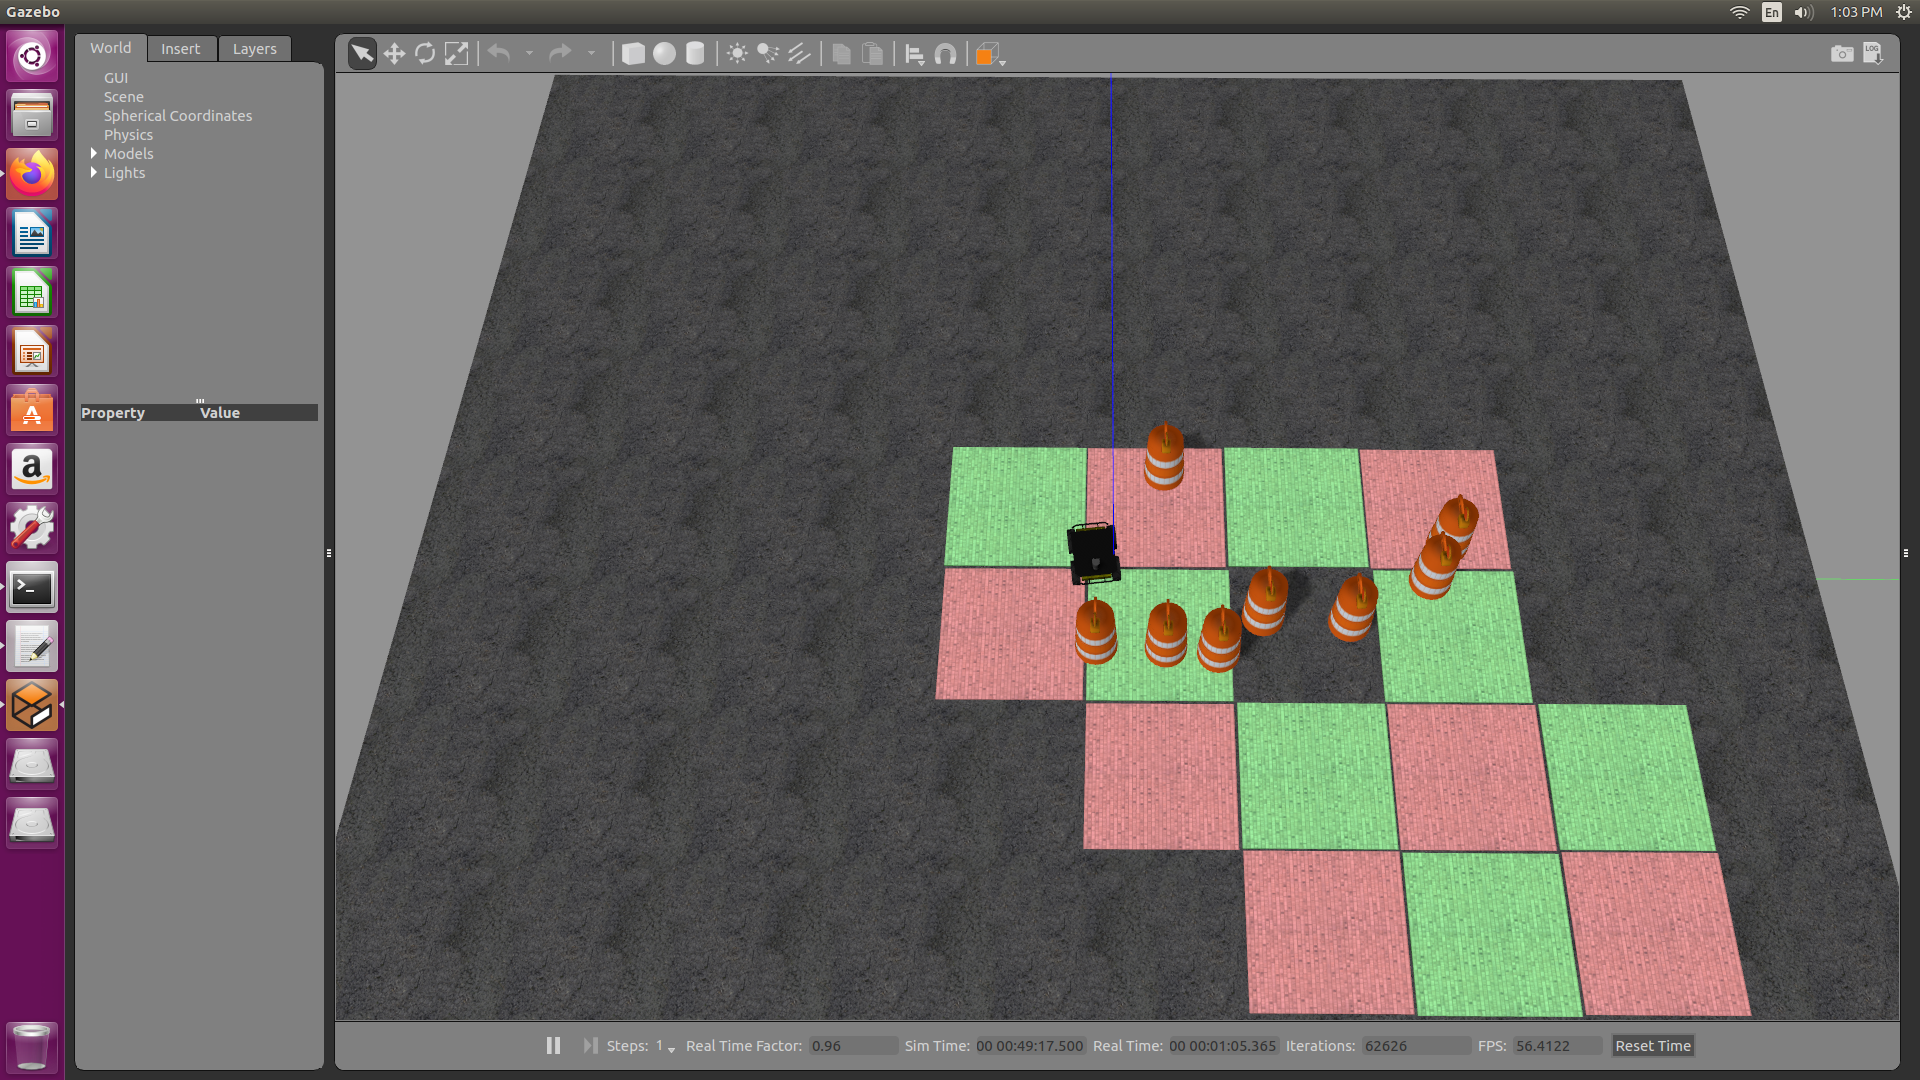 Gazebo
En
1:03 PM
World Insert Layers
LOG
GUI
Scene
Spherical Coordinates
Physics
Models
Lights
Property Value
a
Steps: 1 Real Time Factor: 0.96 Sim Time: 00 00:49:17.500 Real Time: 00 00:01:05.365 Iterations: 62626 FPS: 56.4122 Reset Time